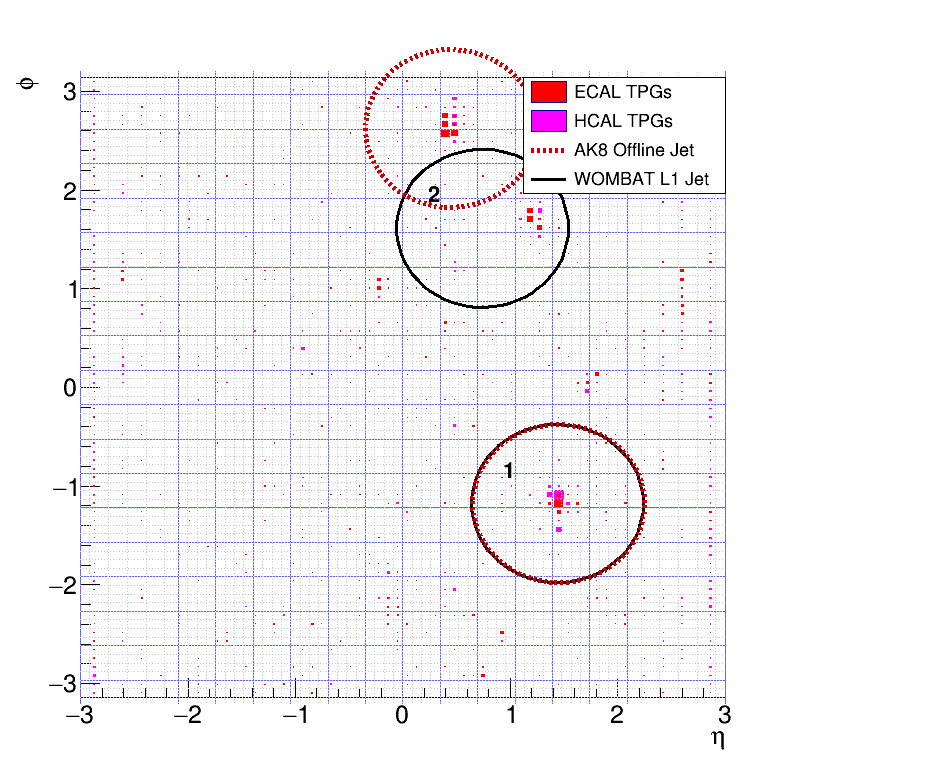 ϕ
3
ECAL TPGs
HCAL TPGs
AK8 Offline Jet
WOMBAT L1 Jet
2
2
1
0
1
−1
−2
−3
−3 −2 −1 0 1 2 3
η